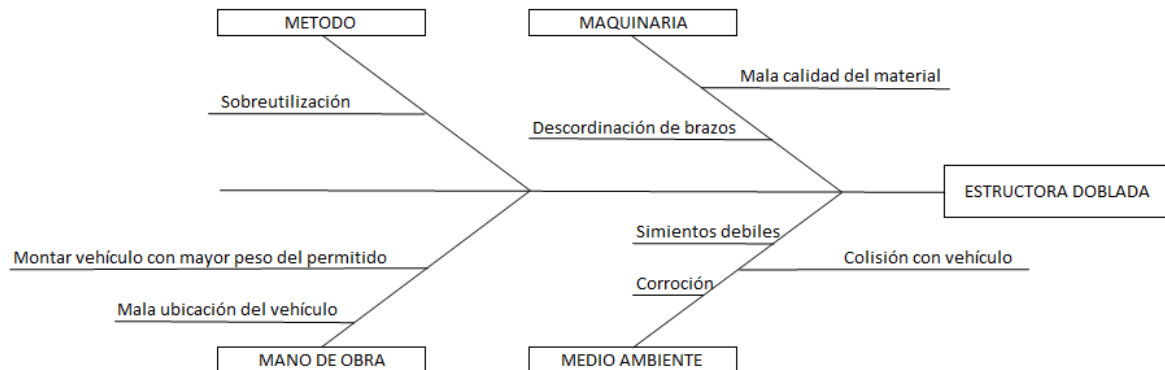 METODO
MAQUINARIA
Mala calidad del material
Sobreutilización
Descordinación de brazos
ESTRUCTORA DOBLADA
Simientos debiles
Montar vehículo con mayor peso del permitido
Colisión con vehículo
Corroción
Mala ubicación del vehículo
MANO DE OBRA
MEDIO AMBIENTE